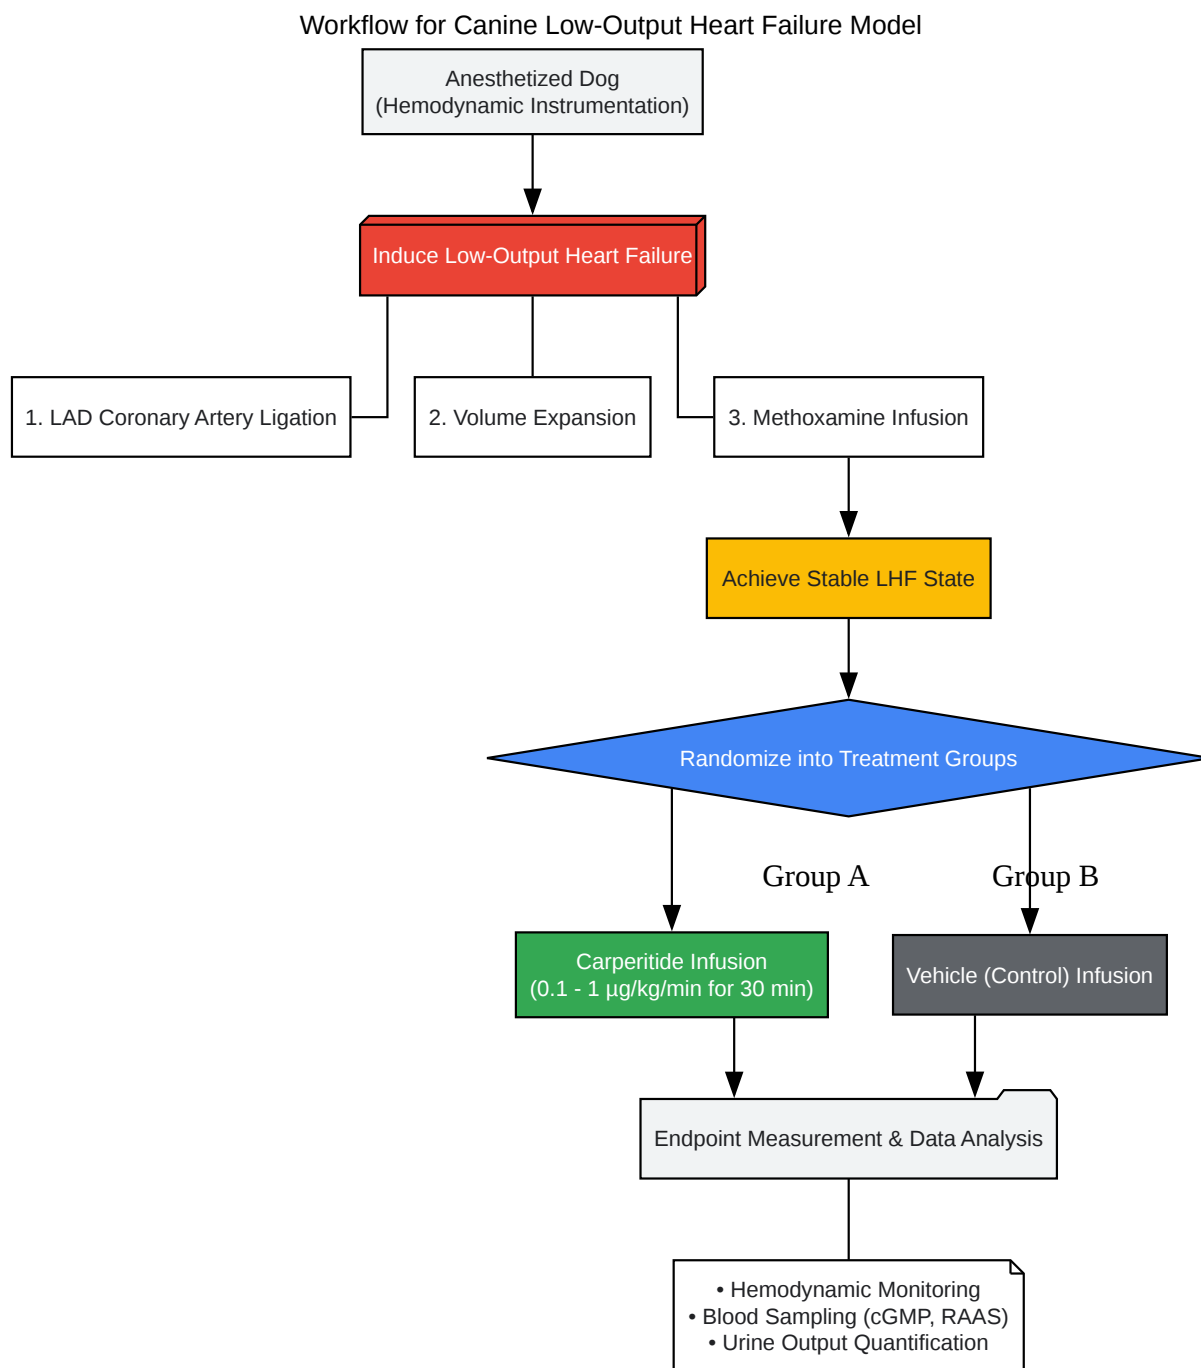 Workflow for Canine Low-Output Heart Failure Model
Anesthetized Dog
(Hemodynamic Instrumentation)
Induce Low-Output Heart Failure
1. LAD Coronary Artery Ligation
2. Volume Expansion
3. Methoxamine Infusion
Achieve Stable LHF State
Randomize into Treatment Groups
Group A
Group B
Carperitide Infusion
(0.1 - 1 µg/kg/min for 30 min)
Vehicle (Control) Infusion
Endpoint Measurement & Data Analysis
• Hemodynamic Monitoring
• Blood Sampling (cGMP, RAAS)
• Urine Output Quantification